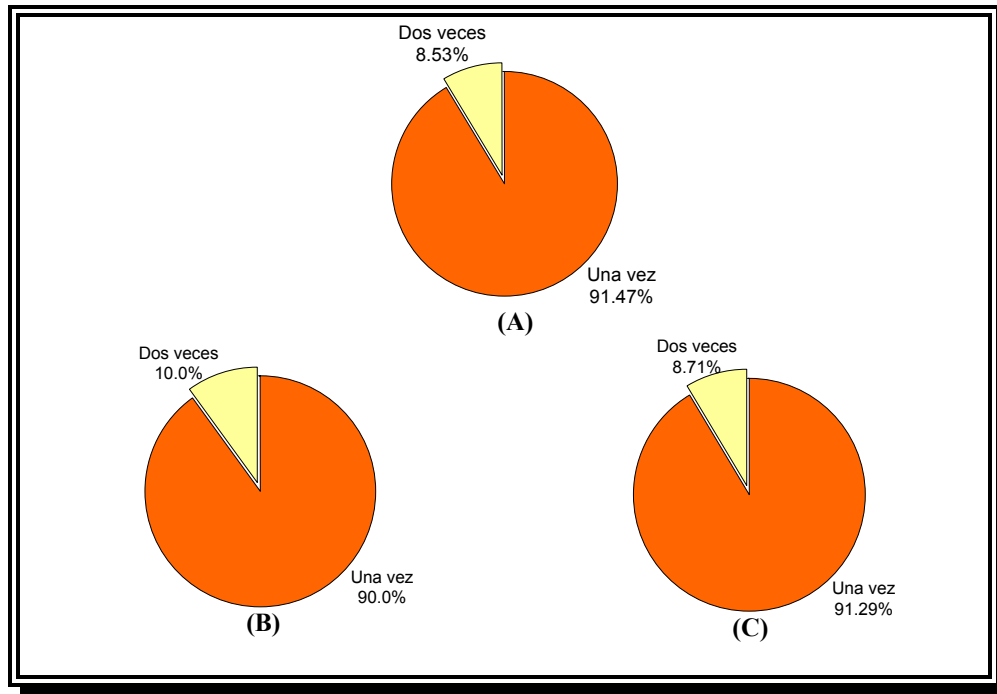 Dos veces
8.53%
Una vez
91.47%
(A)
Dos veces
10.0%
Una vez
90.0%
(B)
Dos veces
8.71%
Una vez
91.29%
(C)